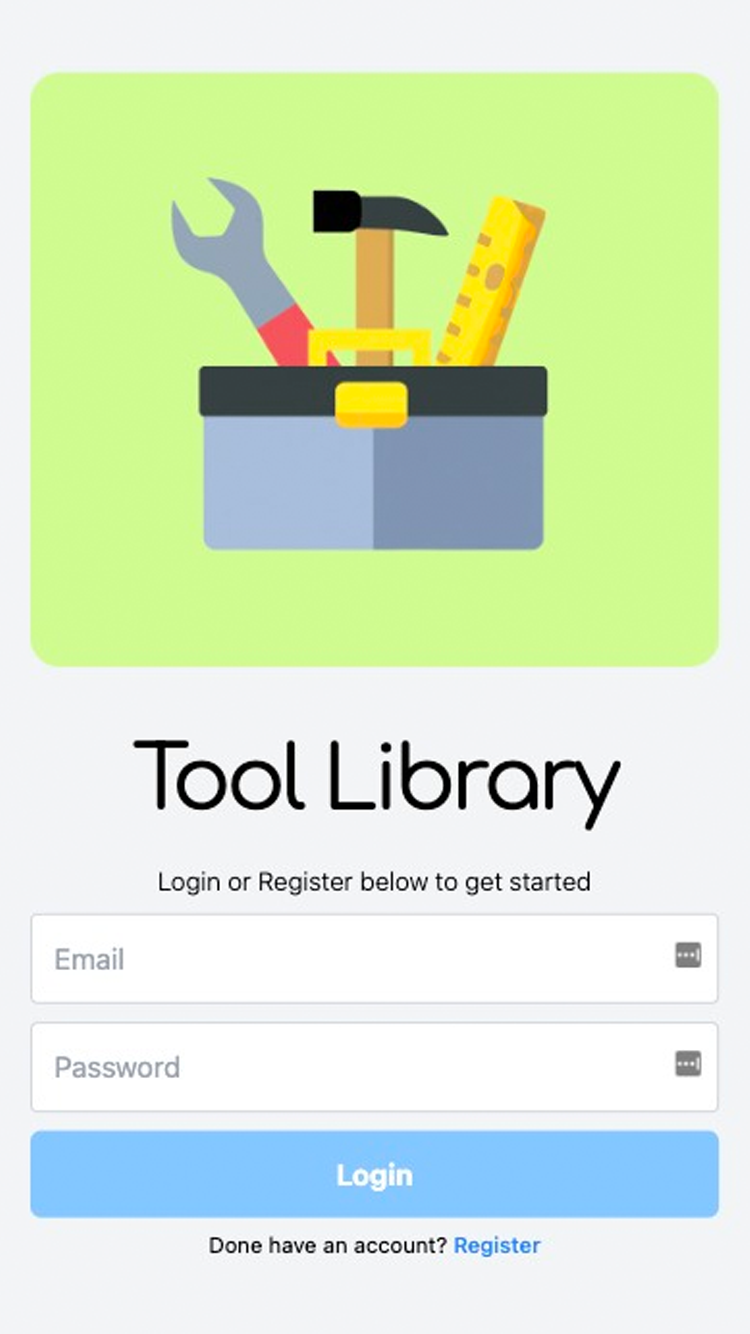 Tool Library
Login or Register below to get started
Email
Password
Login
Done have an account? Register